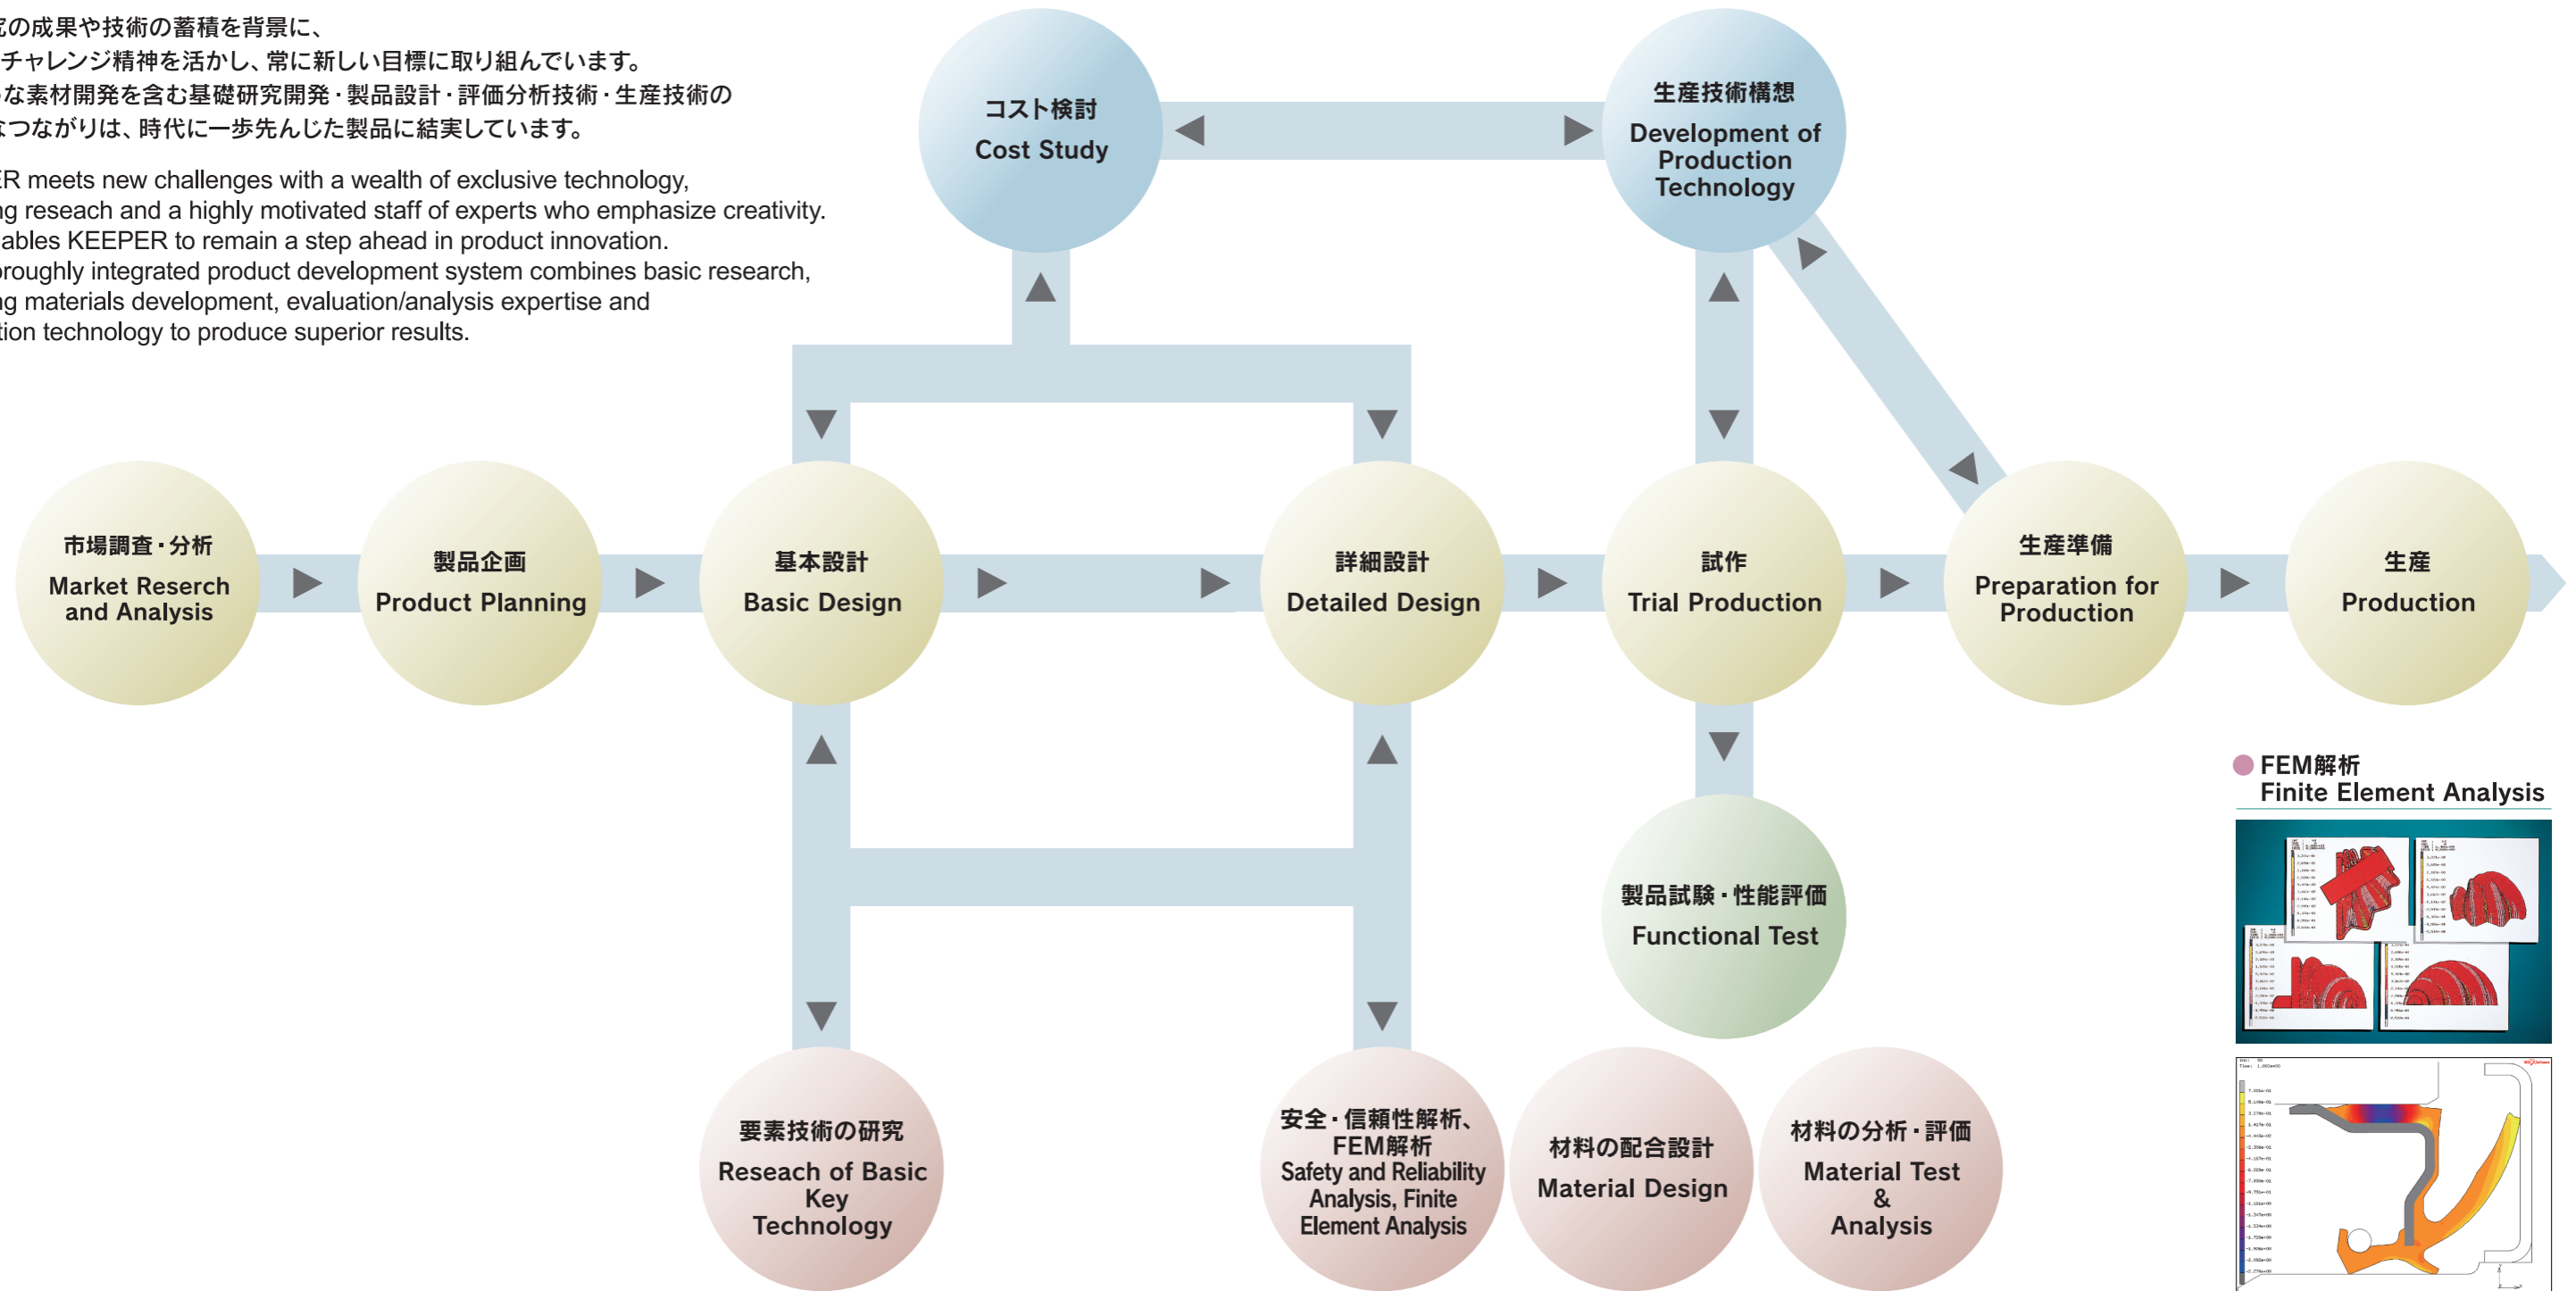 の成果や技術の蓄積を背景に、
チャレンジ精神を活かし、常に新しい目標に取り組んでいます。
な素材開発を含む基礎研究開発・製品設計・評価分析技術・生産技術の
つながりは、時代に一歩先んじた製品に結実しています。
ER meets new challenges with a wealth of exclusive technology,
ng reseach and a highly motivated staff of experts who emphasize creativity.
ables KEEPER to remain a step ahead in product innovation.
oroughly integrated product development system combines basic research,
ng materials development, evaluation/analysis expertise and
tion technology to produce superior results.
コスト検討
Cost Study
生産技術構想
Development of
Production
Technology
市場調査・分析
Market Reserch
and Analysis
製品企画
Product Planning
基本設計
Basic Design
詳細設計
Detailed Design
試作
Trial Production
生産準備
Preparation for
Production
生産
Production
製品試験・性能評価
Functional Test
要素技術の研究
Reseach of Basic
Key
Technology
安全・信頼性解析、
FEM解析
Safety and Reliability
Analysis, Finite
Element Analysis
材料の配合設計
Material Design
材料の分析・評価
Material Test
&
Analysis
FEM解析
Finite Element Analysis